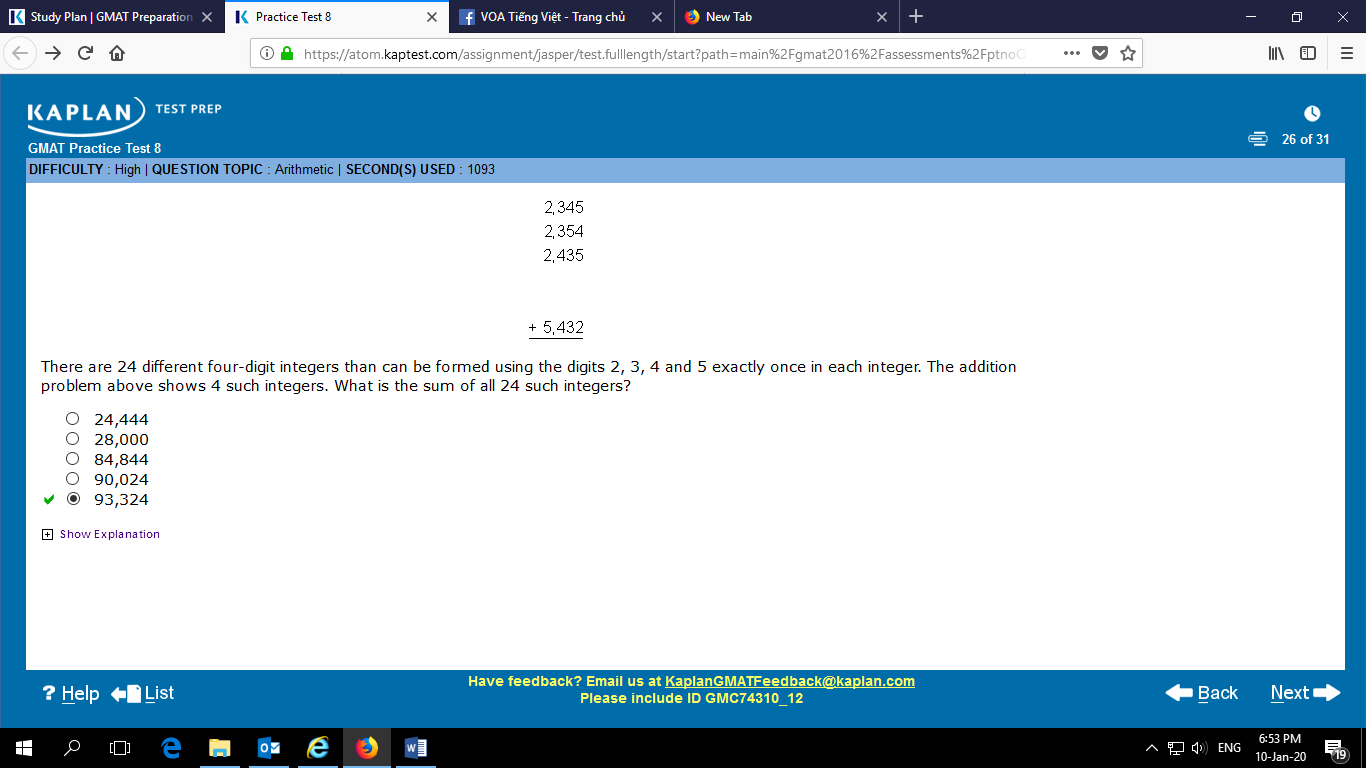 Study Plan | GMAT Preparation
Practice Test 8
VOA Tiếng Việt - Trang chủ
New Tab
https://atom.kaptest.com/assignment/jasper/test.fulllength/start?path=main%2Fgmat2016%2Fassessments%2Fptno
KAPLAN TEST PREP
GMAT Practice Test 8
26 of 31
DIFFICULTY : High | QUESTION TOPIC : Arithmetic | SECOND(S) USED : 1093
2,345
2,354
2,435
+ 5,432
There are 24 different four-digit integers than can be formed using the digits 2, 3, 4 and 5 exactly once in each integer. The addition
problem above shows 4 such integers. What is the sum of all 24 such integers?
24,444
28,000
84,844
90,024
93,324
Show Explanation
? Help
List
Have feedback? Email us at KaplanGMATFeedback@kaplan.com
Please include ID GMC74310_12
Back
Next
ENG
6:53 PM
10-Jan-20
19